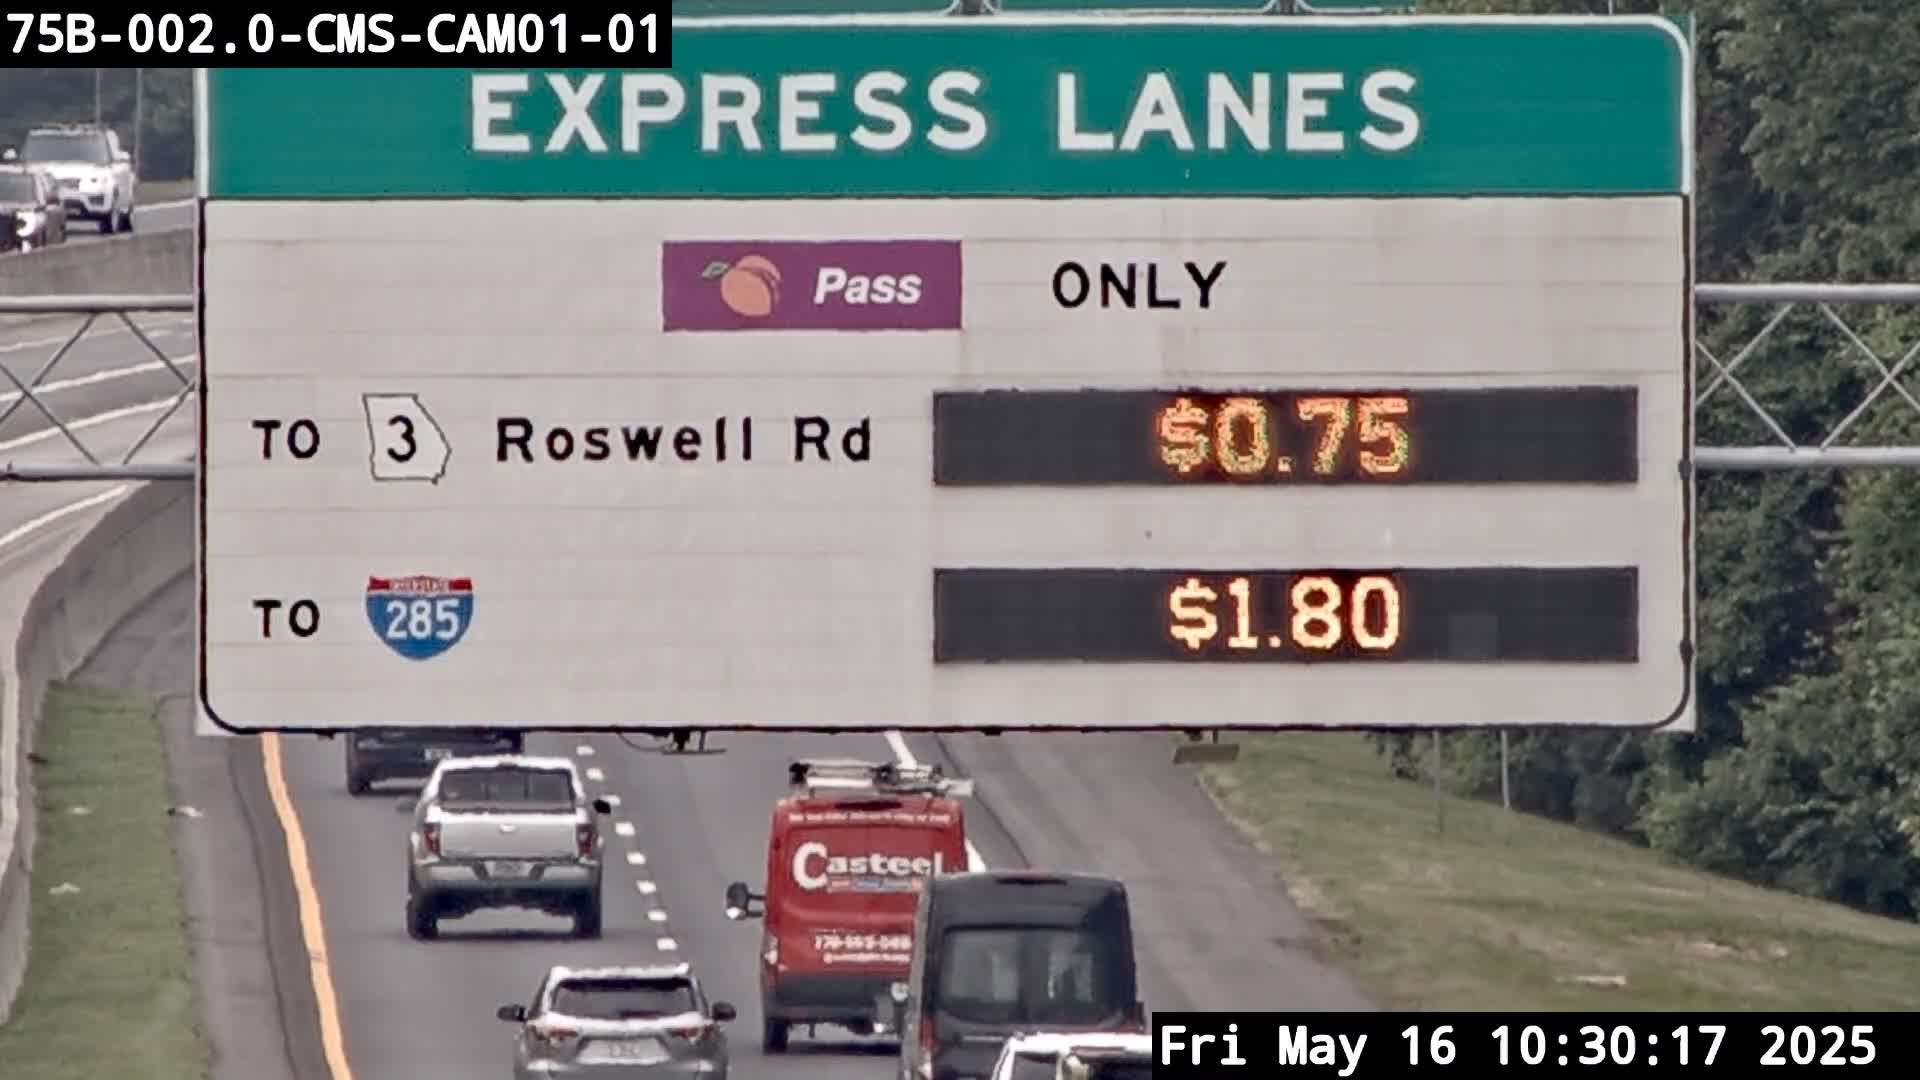 75B-002.0-CMS-CAM01-01
EXPRESS LANES
Pass ONLY
TO 3 Roswell Rd $0.75
TO INTERSTATE 285 $1.80
Casteel
Fri May 16 10:30:17 2025